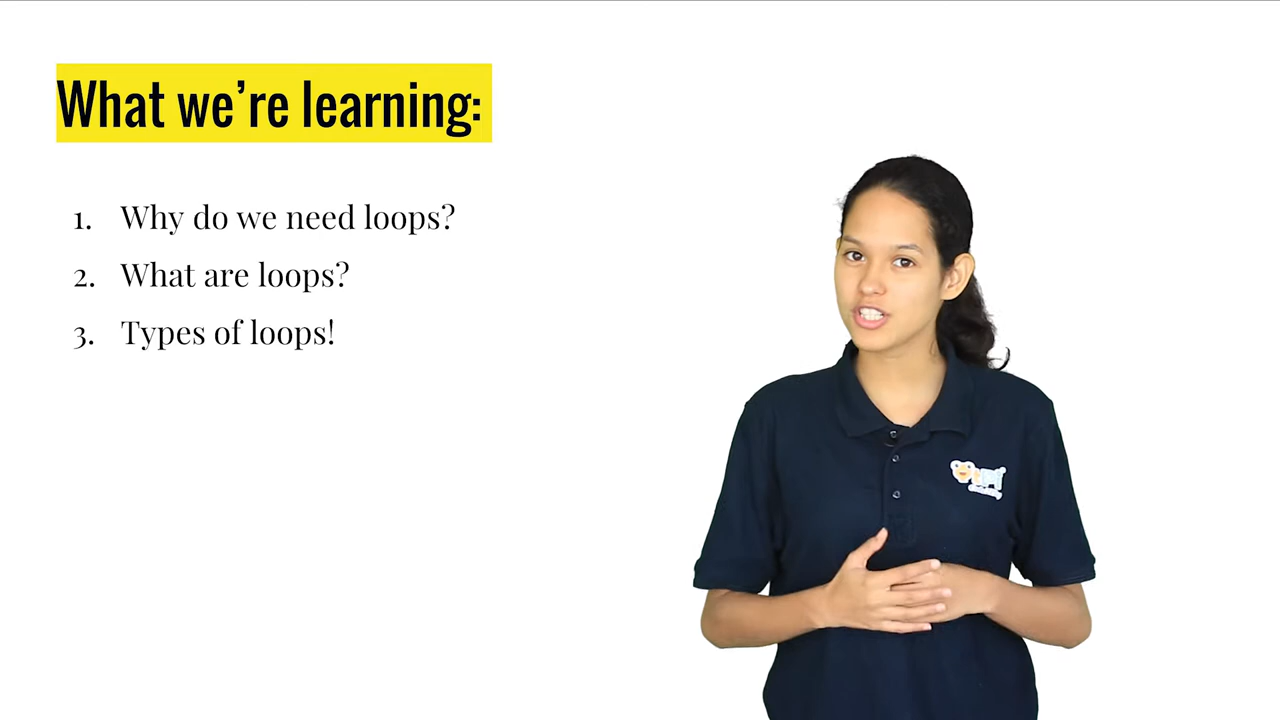 What we're learning:
1. Why do we need loops?
2. What are loops?
3. Types of loops!